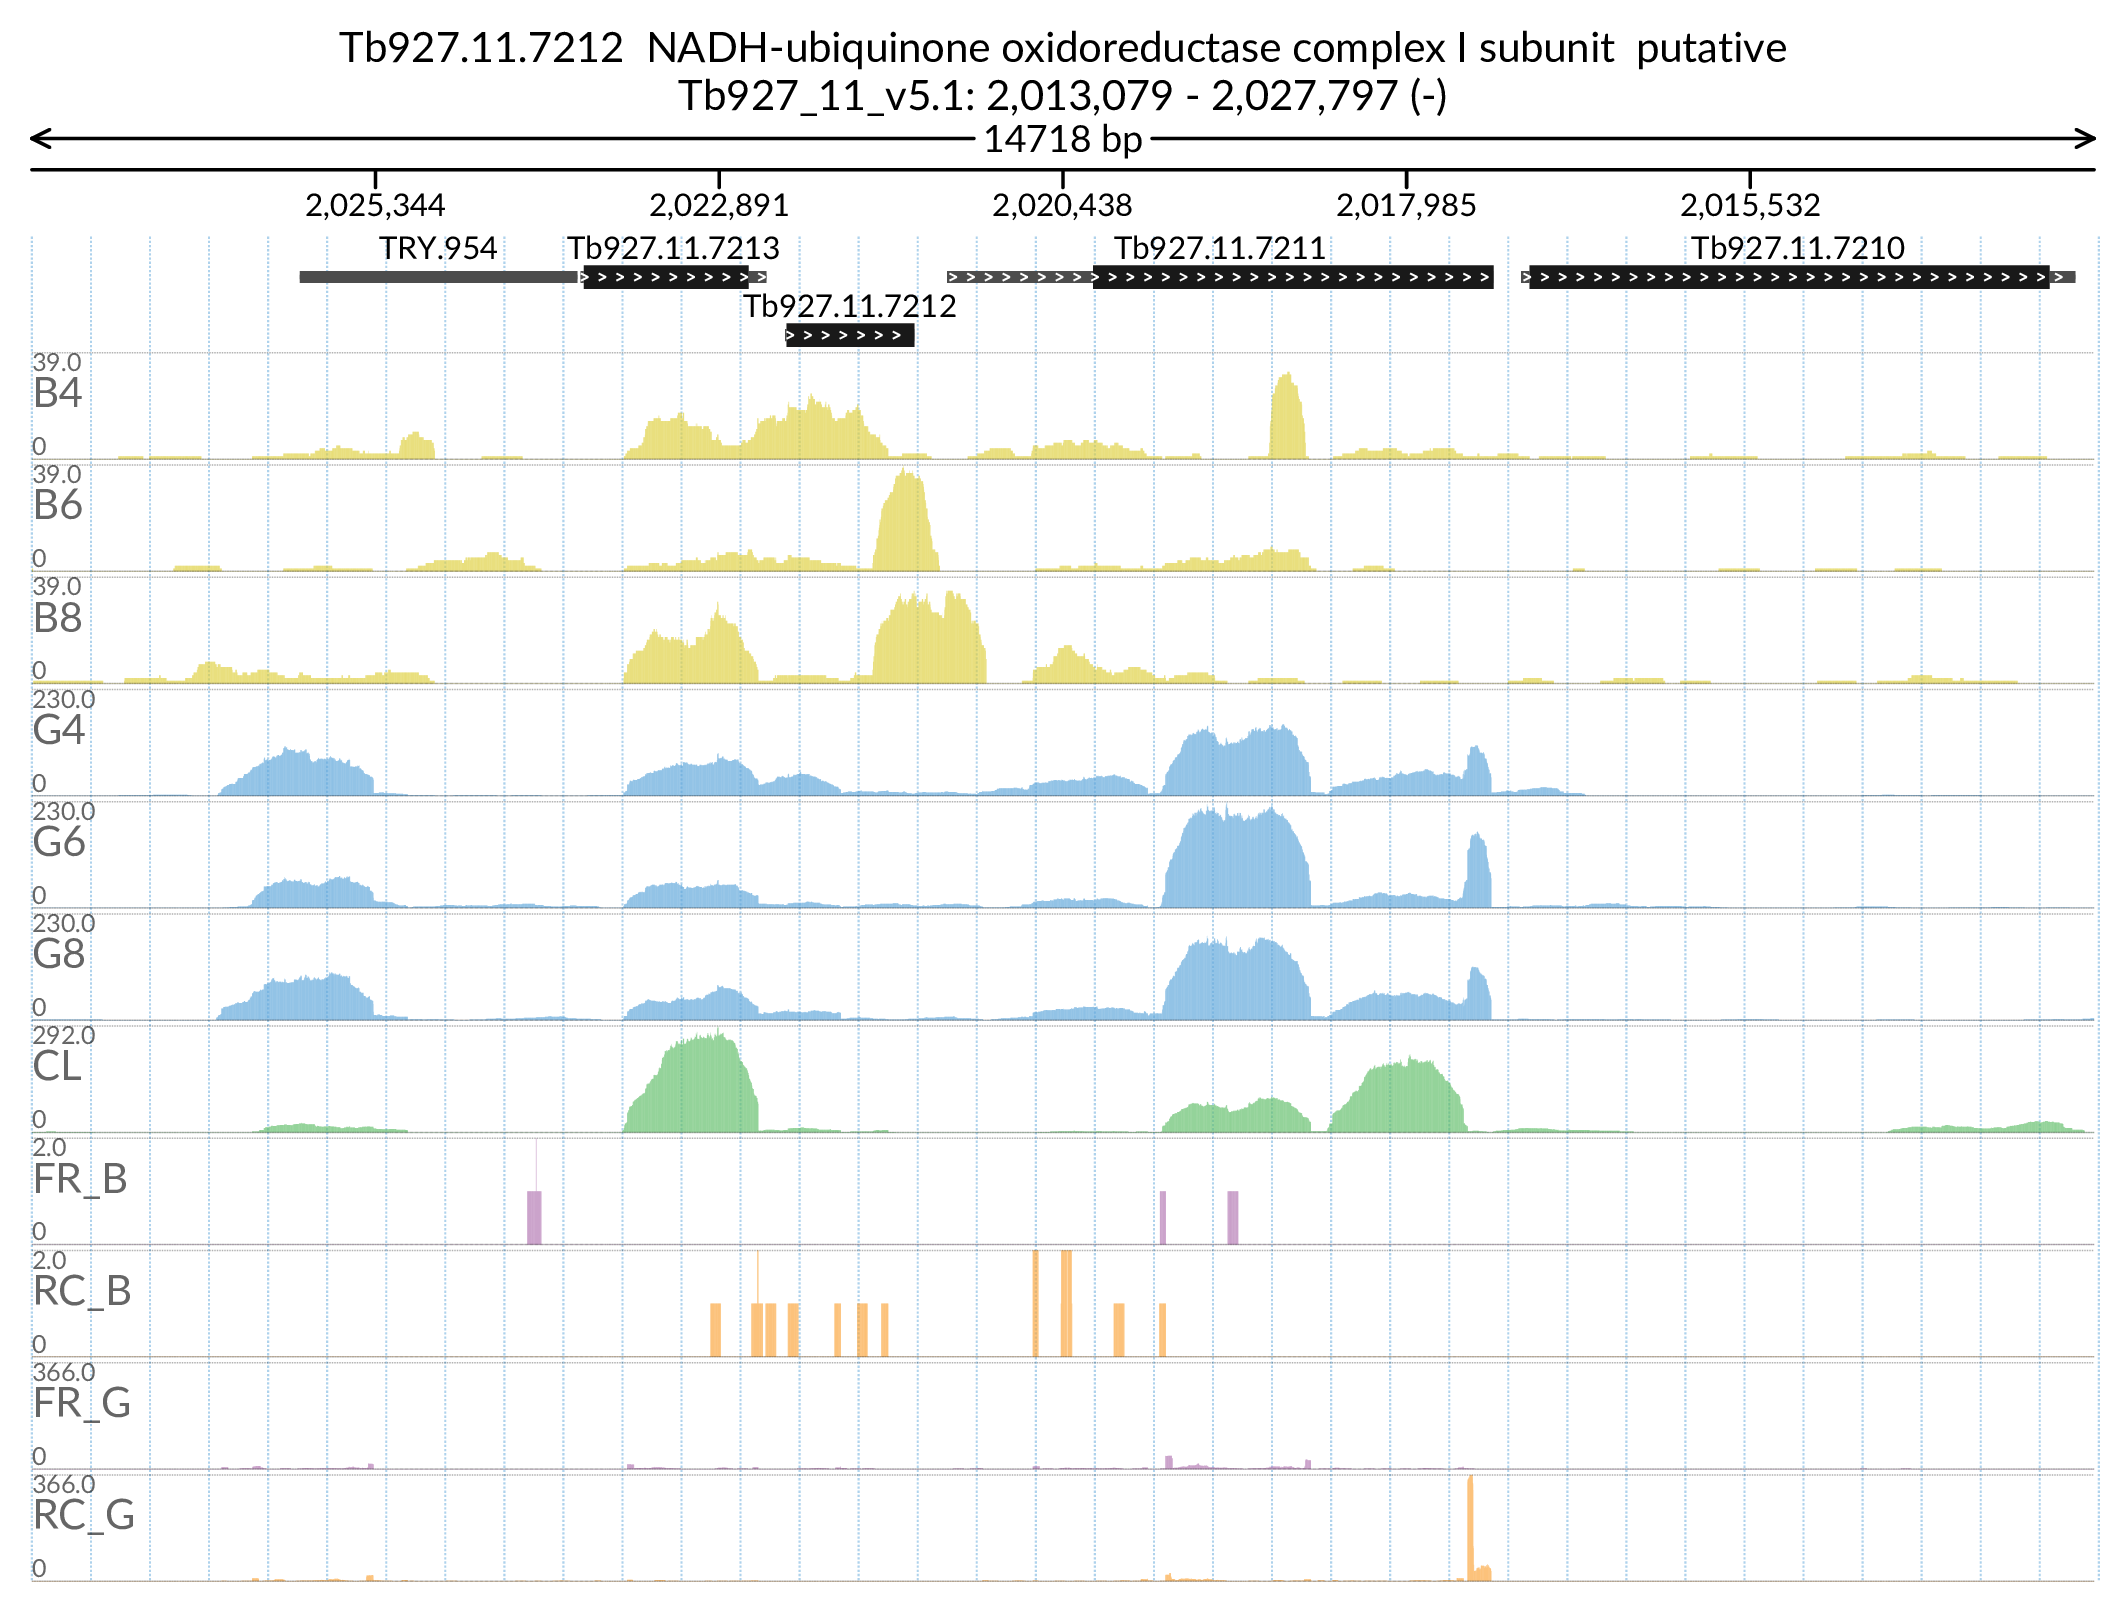 Tb927.11.7212  NADH-ubiquinone oxidoreductase complex I subunit  putative
Tb927_11_v5.1: 2,013,079 - 2,027,797 (-)
14718 bp
2,025,344 2,022,891 2,020,438 2,017,985 2,015,532
TRY.954 Tb927.11.7213 Tb927.11.7211 Tb927.11.7210
Tb927.11.7212
39.0
B4
0
39.0
B6
0
39.0
B8
0
230.0
G4
0
230.0
G6
0
230.0
G8
0
292.0
CL
0
2.0
FR_B
0
2.0
RC_B
0
366.0
FR_G
0
366.0
RC_G
0